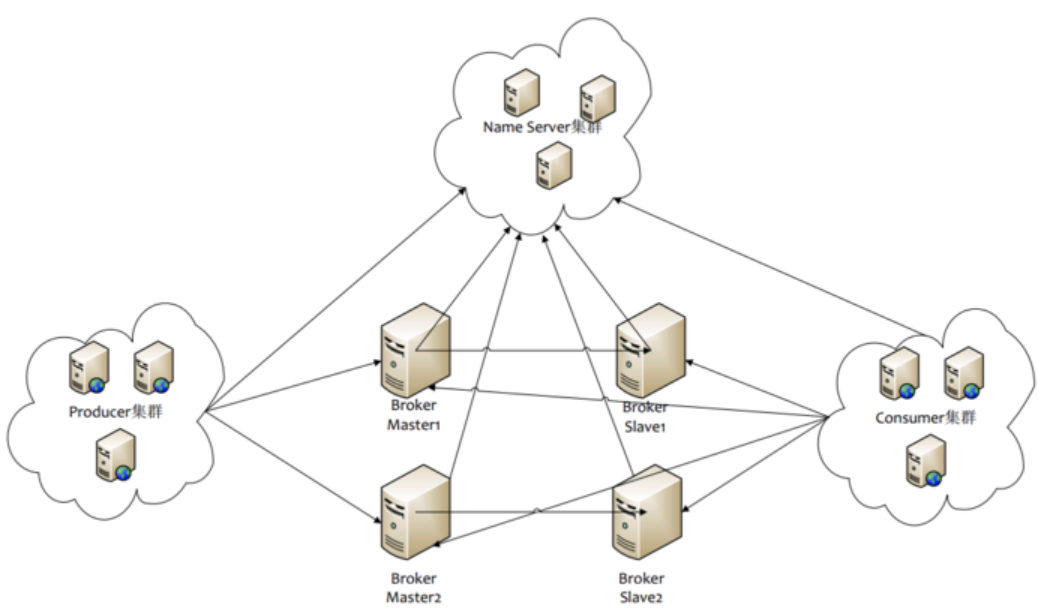 Name Server集群
Producer集群
Broker
Master1
Broker
Slave1
Consumer集群
Broker
Master2
Broker
Slave2